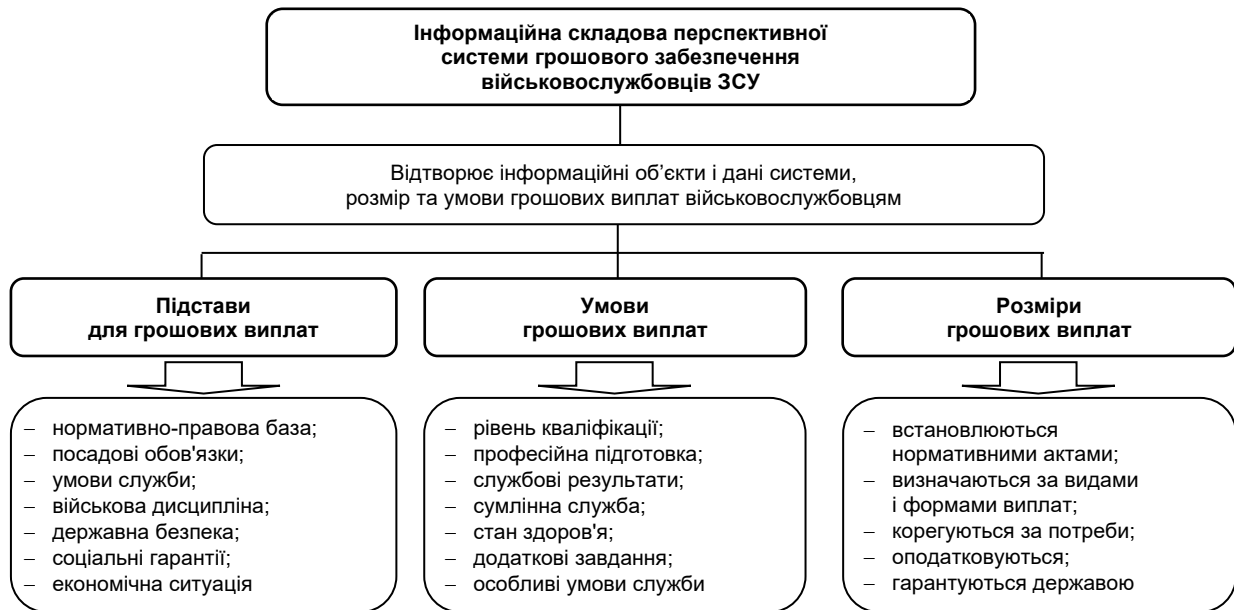 Інформаційна складова перспективної
системи грошового забезпечення
військовослужбовців ЗСУ
Відтворює інформаційні об’єкти і дані системи,
розмір та умови грошових виплат військовослужбовцям
Підстави
для грошових виплат
– нормативно-правова база;
– посадові обов'язки;
– умови служби;
– військова дисципліна;
– державна безпека;
– соціальні гарантії;
– економічна ситуація
Умови
грошових виплат
– рівень кваліфікації;
– професійна підготовка;
– службові результати;
– сумлінна служба;
– стан здоров'я;
– додаткові завдання;
– особливі умови служби
Розміри
грошових виплат
– встановлюються
нормативними актами;
– визначаються за видами
і формами виплат;
– корегуються за потреби;
– оподатковуються;
– гарантуються державою